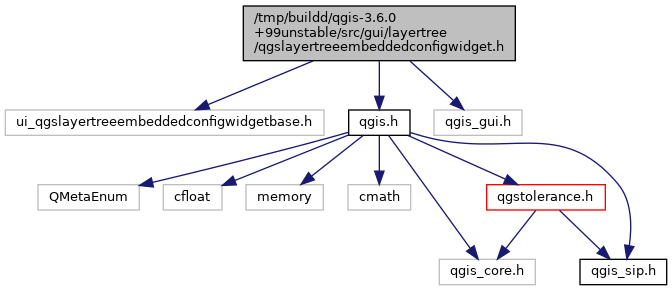 /tmp/buildd/qgis-3.6.0
+99unstable/src/gui/layertree
/qgslayertreeembeddedconfigwidget.h
ui_qgslayertreeembeddedconfigwidgetbase.h
qgis.h
qgis_gui.h
QMetaEnum
cfloat
memory
cmath
qgstolerance.h
qgis_core.h
qgis_sip.h